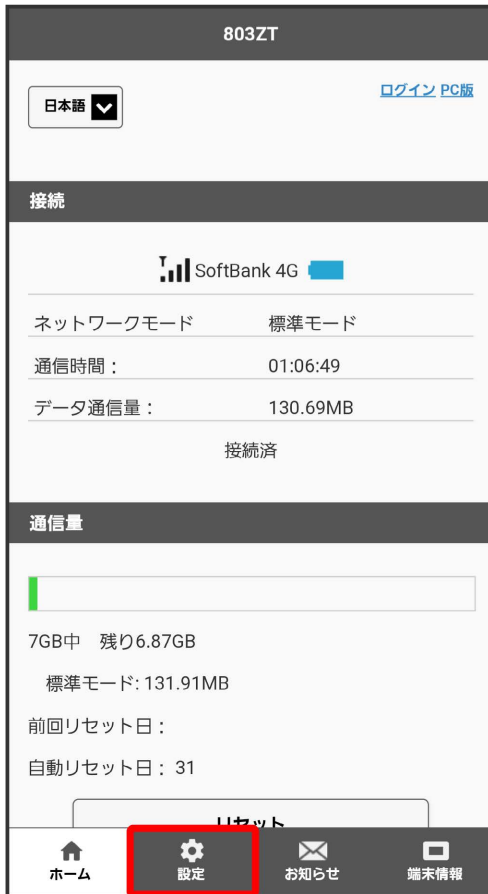 803ZT
日本語
ログイン PC版
接続
SoftBank 4G
ネットワークモード 標準モード
通信時間： 01:06:49
データ通信量： 130.69MB
接続済
通信量
7GB中 残り6.87GB
標準モード: 131.91MB
前回リセット日：
自動リセット日： 31
リセット
ホーム 設定 お知らせ 端末情報